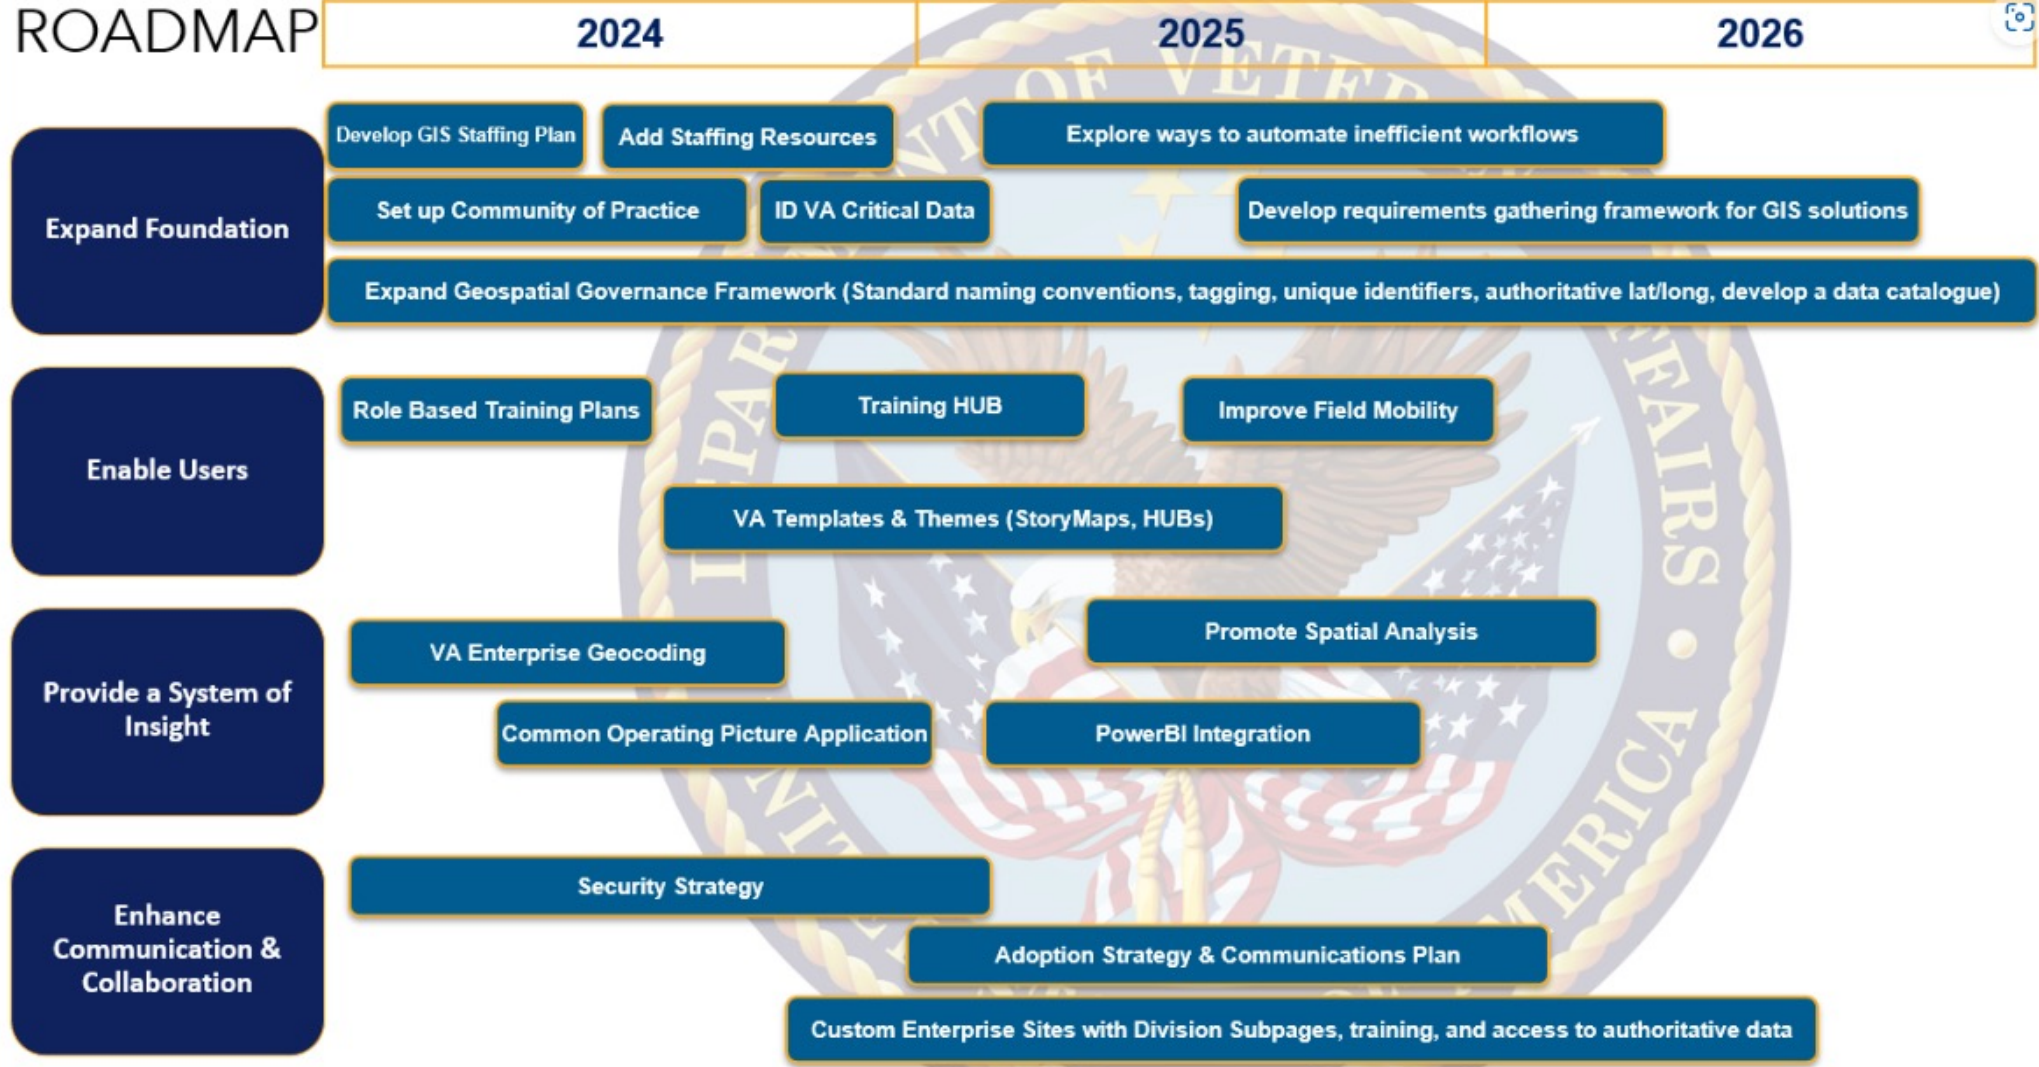 ROADMAP
2024
2025
2026
Expand Foundation
Develop GIS Staffing Plan
Add Staffing Resources
Explore ways to automate inefficient workflows
Set up Community of Practice
ID VA Critical Data
Develop requirements gathering framework for GIS solutions
Expand Geospatial Governance Framework (Standard naming conventions, tagging, unique identifiers, authoritative lat/long, develop a data catalogue)
Enable Users
Role Based Training Plans
Training HUB
Improve Field Mobility
VA Templates & Themes (StoryMaps, HUBs)
Provide a System of
Insight
VA Enterprise Geocoding
Promote Spatial Analysis
Common Operating Picture Application
PowerBI Integration
Enhance
Communication &
Collaboration
Security Strategy
Adoption Strategy & Communications Plan
Custom Enterprise Sites with Division Subpages, training, and access to authoritative data
OF VETER
FFAIRS
AMERICA